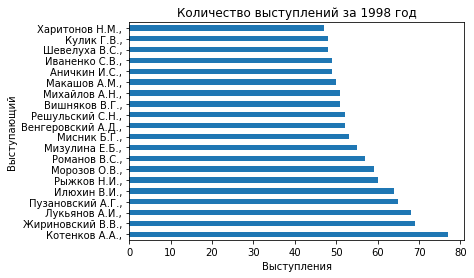 Количество выступлений за 1998 год
Харитонов Н.М.,
Кулик Г.В.,
Шевелуха В.С.,
Иваненко С.В.,
Аничкин И.С.,
Макашов А.М.,
Михайлов А.Н.,
Вишняков В.Г.,
Решульский С.Н.,
Венгеровский А.Д.,
Мисник Б.Г.,
Мизулина Е.Б.,
Романов В.С.,
Морозов О.В.,
Рыжков Н.И.,
Илюхин В.И.,
Пузановский А.Г.,
Лукьянов А.И.,
Жириновский В.В.,
Котенков А.А.,
Выступающий
0 10 20 30 40 50 60 70 80
Выступления